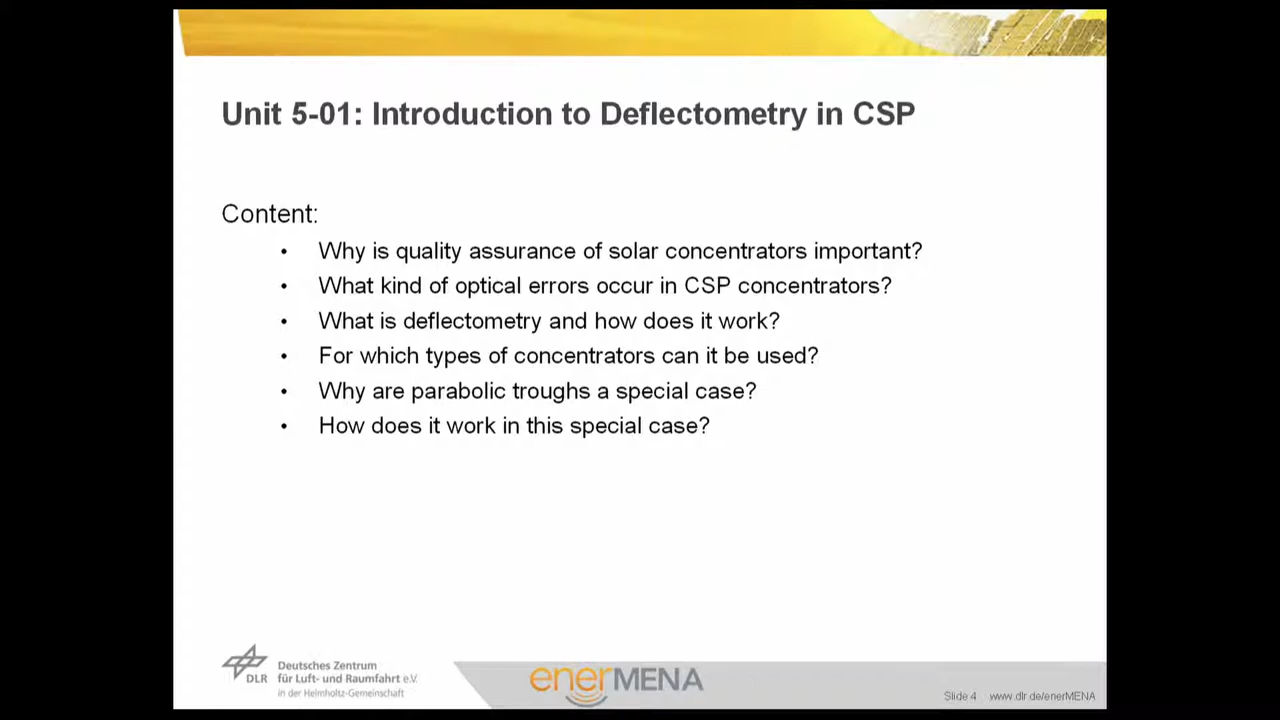 Unit 5-01: Introduction to Deflectometry in CSP
Content:
• Why is quality assurance of solar concentrators important?
• What kind of optical errors occur in CSP concentrators?
• What is deflectometry and how does it work?
• For which types of concentrators can it be used?
• Why are parabolic troughs a special case?
• How does it work in this special case?
DLR
Deutsches Zentrum
für Luft- und Raumfahrt e.V.
in der Helmholtz-Gemeinschaft
enerMENA
Slide 4 www.dlr.de/enerMENA